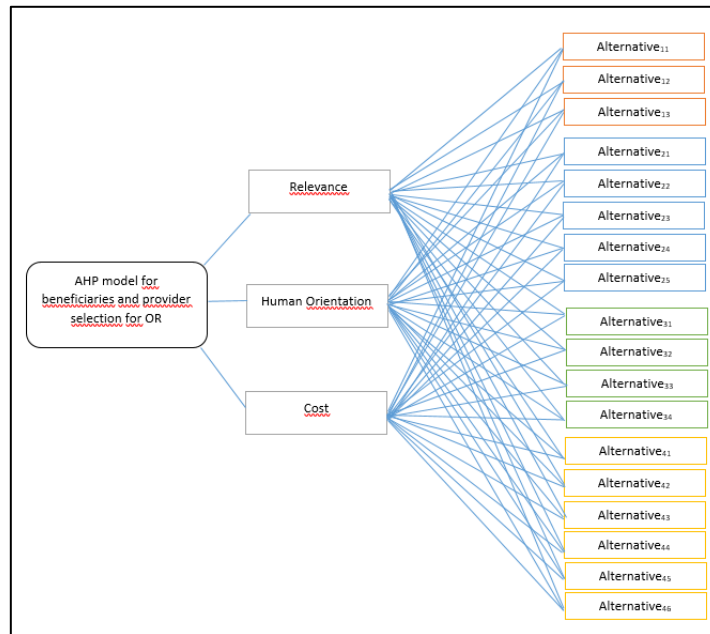 AHP model for
beneficiaries and provider
selection for OR
Relevance
Human Orientation
Cost
Alternative₁₁
Alternative₁₂
Alternative₁₃
Alternative₂₁
Alternative₂₂
Alternative₂₃
Alternative₂₄
Alternative₂₅
Alternative₃₁
Alternative₃₂
Alternative₃₃
Alternative₃₄
Alternative₄₁
Alternative₄₂
Alternative₄₃
Alternative₄₄
Alternative₄₅
Alternative₄₆